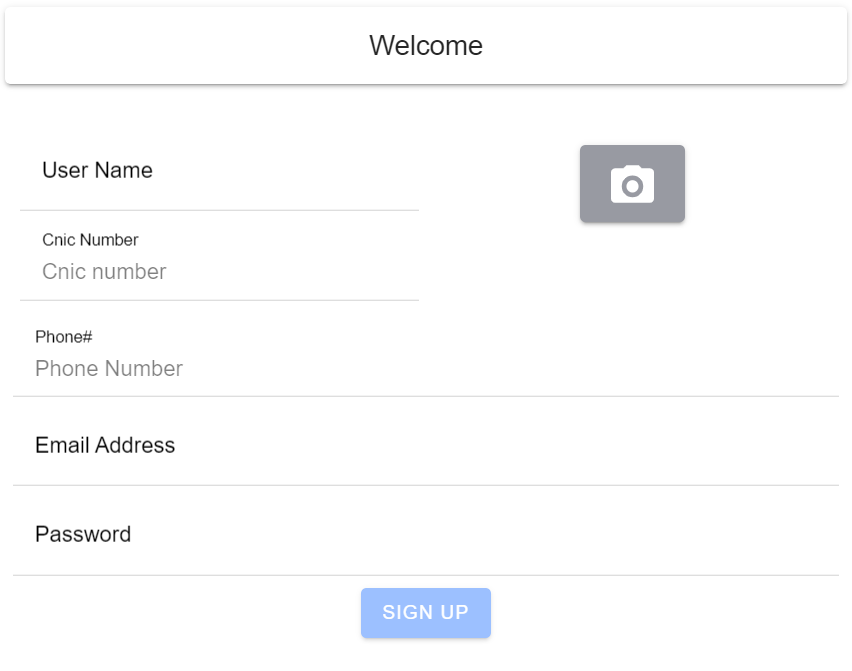 Welcome
User Name
Cnic Number
Cnic number
Phone#
Phone Number
Email Address
Password
SIGN UP